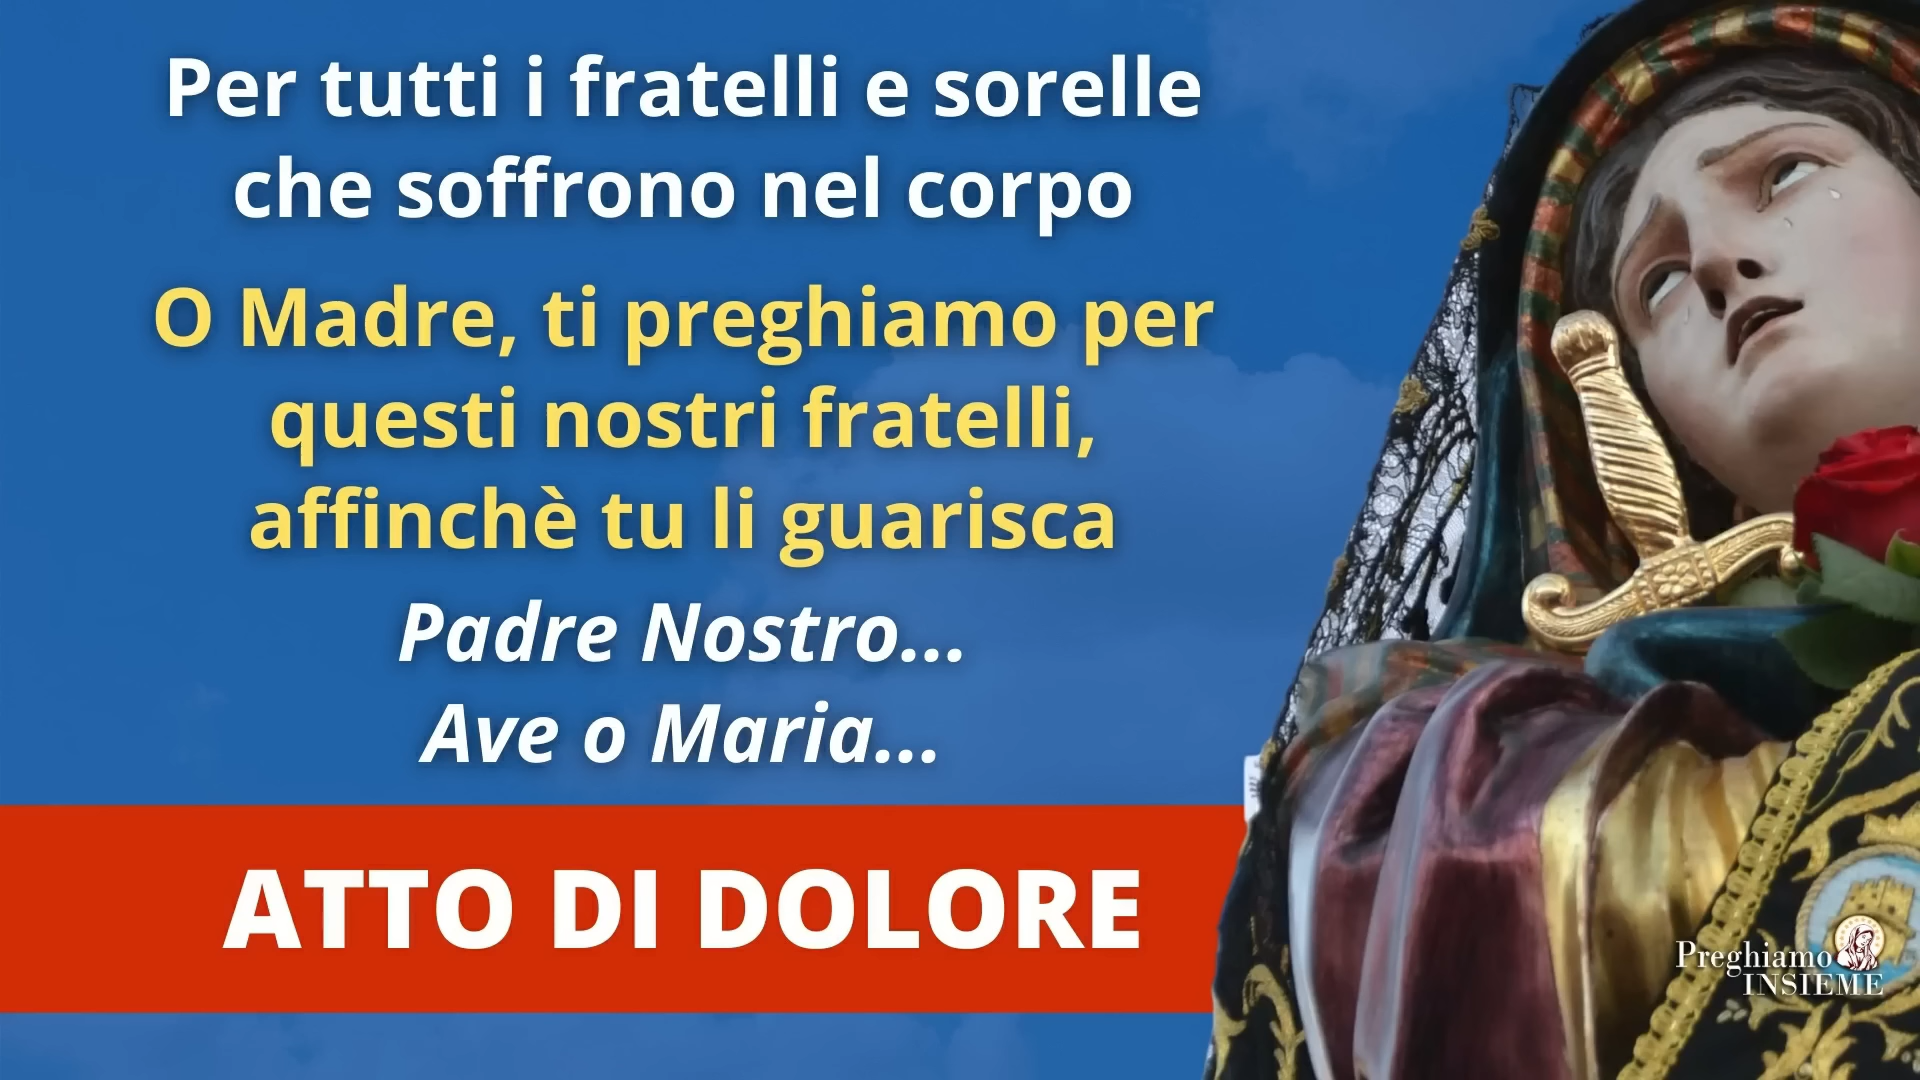 Per tutti i fratelli e sorelle
che soffrono nel corpo
O Madre, ti preghiamo per
questi nostri fratelli,
affinchè tu li guarisca
Padre Nostro...
Ave o Maria...
ATTO DI DOLORE
Preghiamo
INSIEME